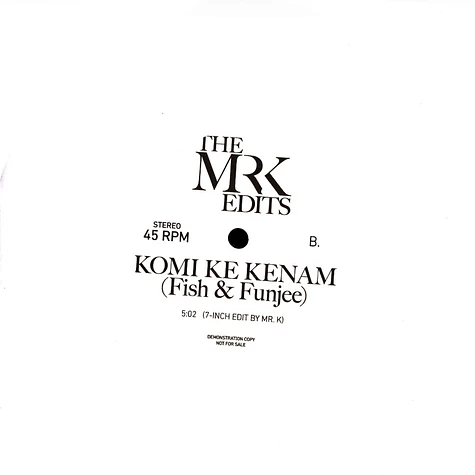 THE
MRK
EDITS
STEREO
45 RPM
B.
KOMI KE KENAM
(Fish & Funjee)
5:02 (7-INCH EDIT BY MR. K)
DEMONSTRATION COPY
NOT FOR SALE